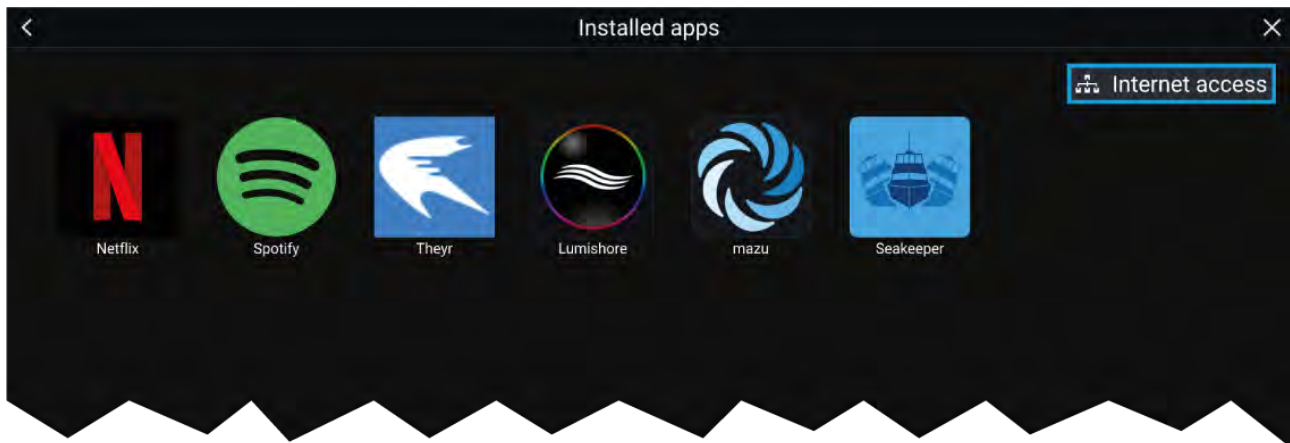 Installed apps
Internet access
Netflix
Spotify
Theyr
Lumishore
mazu
Seakeeper